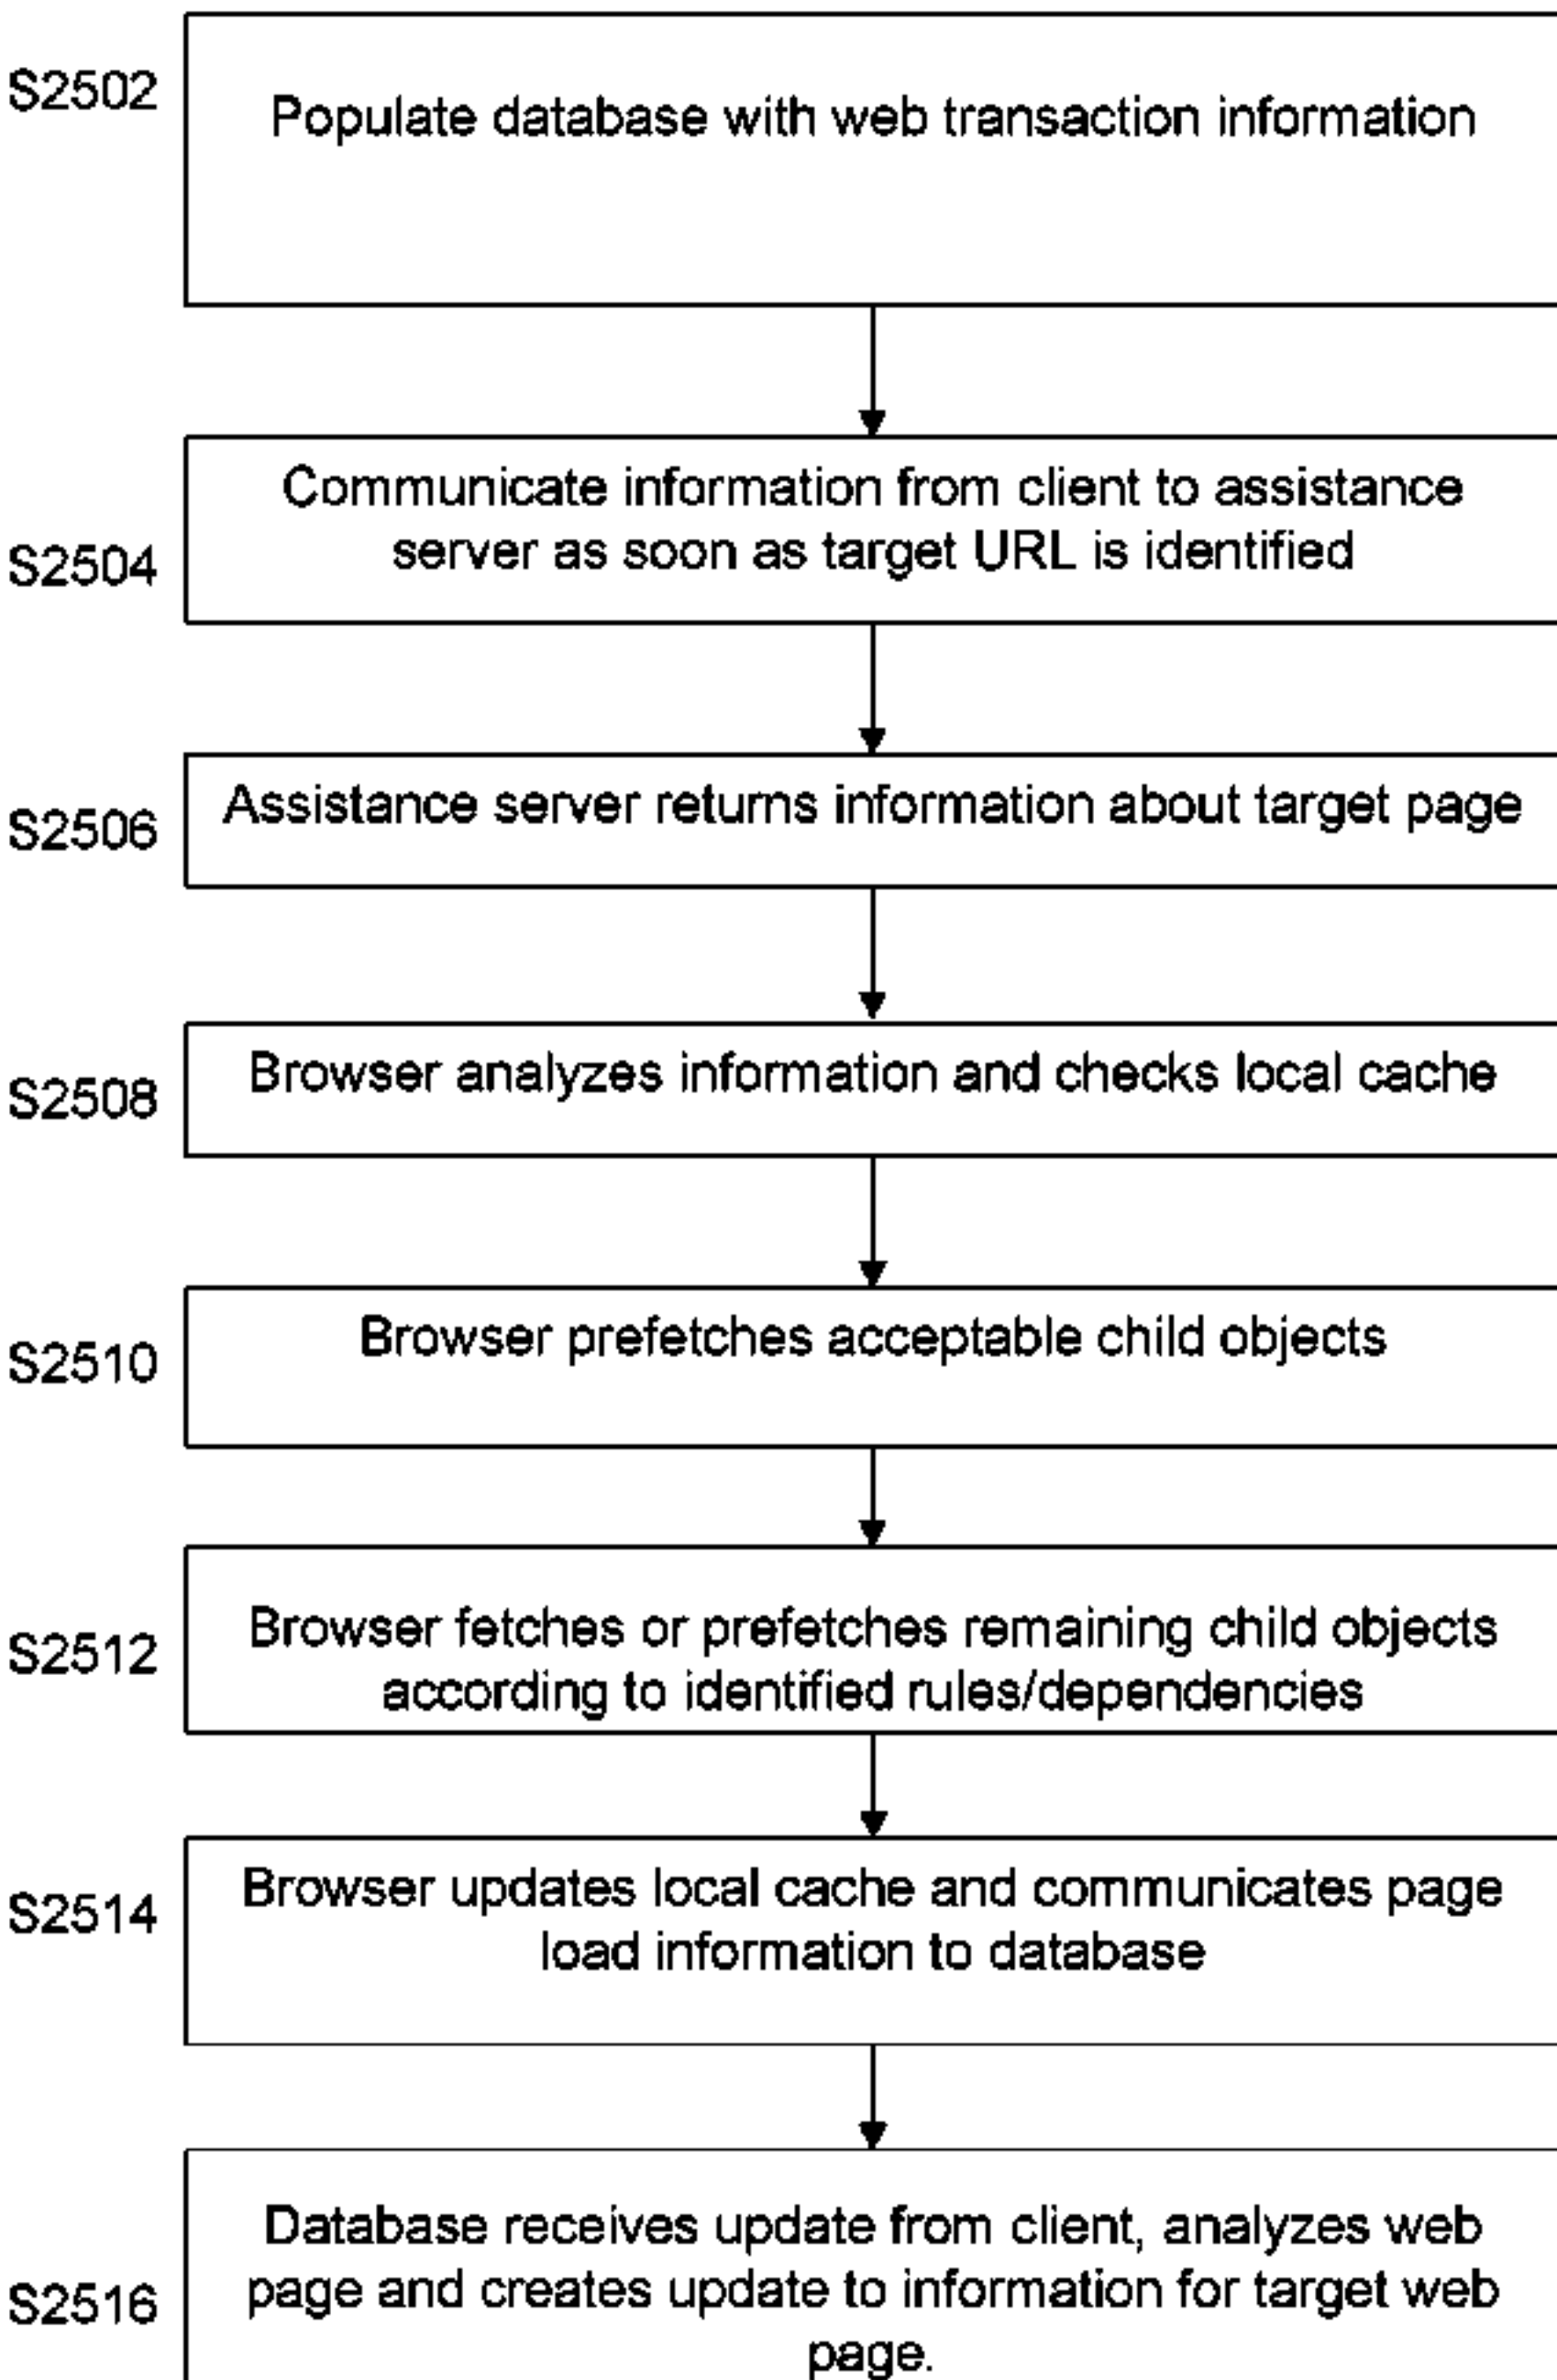 S2502
Populate database with web transaction information
S2504
Communicate information from client to assistance
server as soon as target URL is identified
S2506
Assistance server returns information about target page
S2508
Browser analyzes information and checks local cache
S2510
Browser prefetches acceptable child objects
S2512
Browser fetches or prefetches remaining child objects
according to identified rules/dependencies
S2514
Browser updates local cache and communicates page
load information to database
S2516
Database receives update from client, analyzes web
page and creates update to information for target web
page.